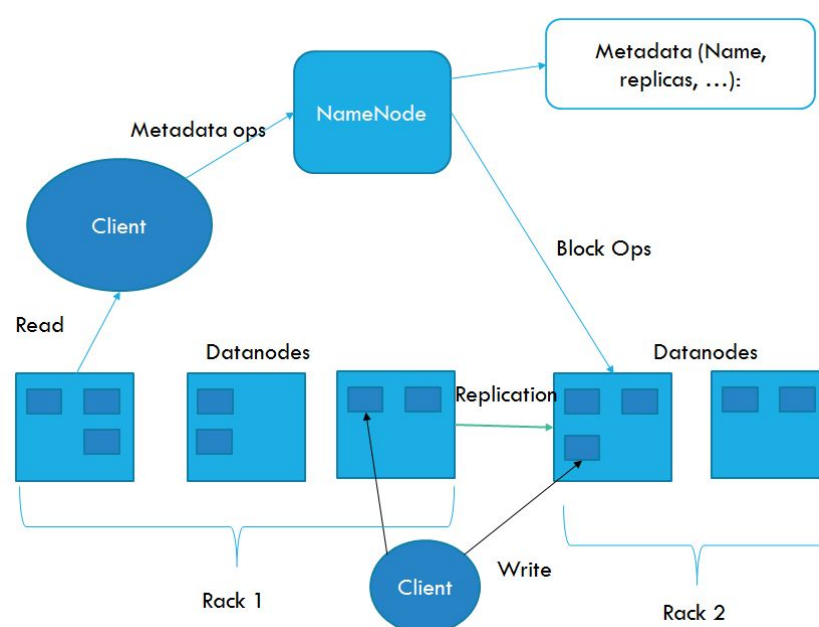 Metadata (Name,
replicas, …):
NameNode
Metadata ops
Client
Block Ops
Read
Datanodes
Datanodes
Replication
Client
Write
Rack 1
Rack 2